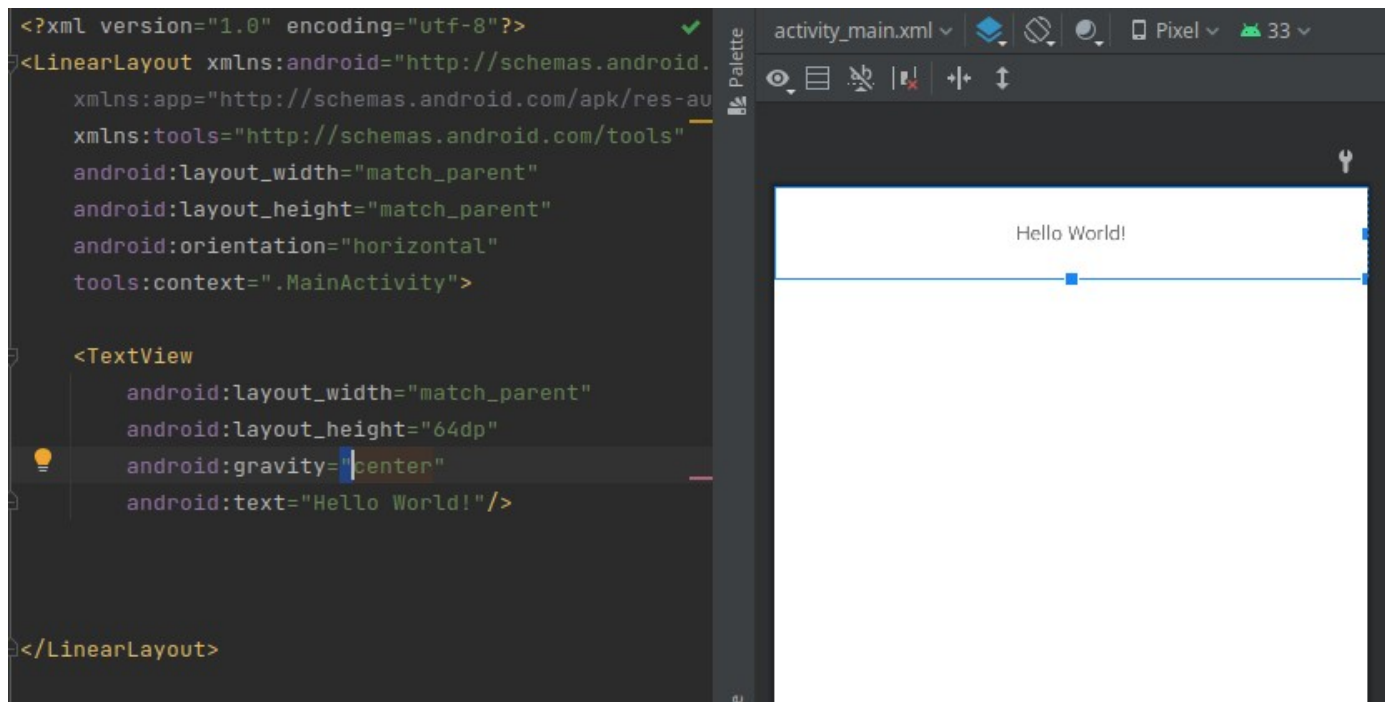 <?xml version="1.0" encoding="utf-8"?>
<LinearLayout xmlns:android="http://schemas.android.
xmlns:app="http://schemas.android.com/apk/res-au
xmlns:tools="http://schemas.android.com/tools"
android:layout_width="match_parent"
android:layout_height="match_parent"
android:orientation="horizontal"
tools:context=".MainActivity">
<TextView
android:layout_width="match_parent"
android:layout_height="64dp"
android:gravity="center"
android:text="Hello World!"/>
</LinearLayout>
Palette
activity_main.xml
Pixel
33
Hello World!